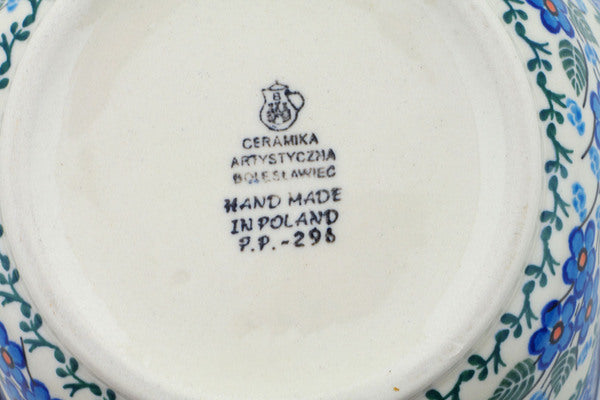 CERAMIKA
ARTYSTYCZNA
BOLESŁAWIEC
HAND MADE
IN POLAND
P.P.-298